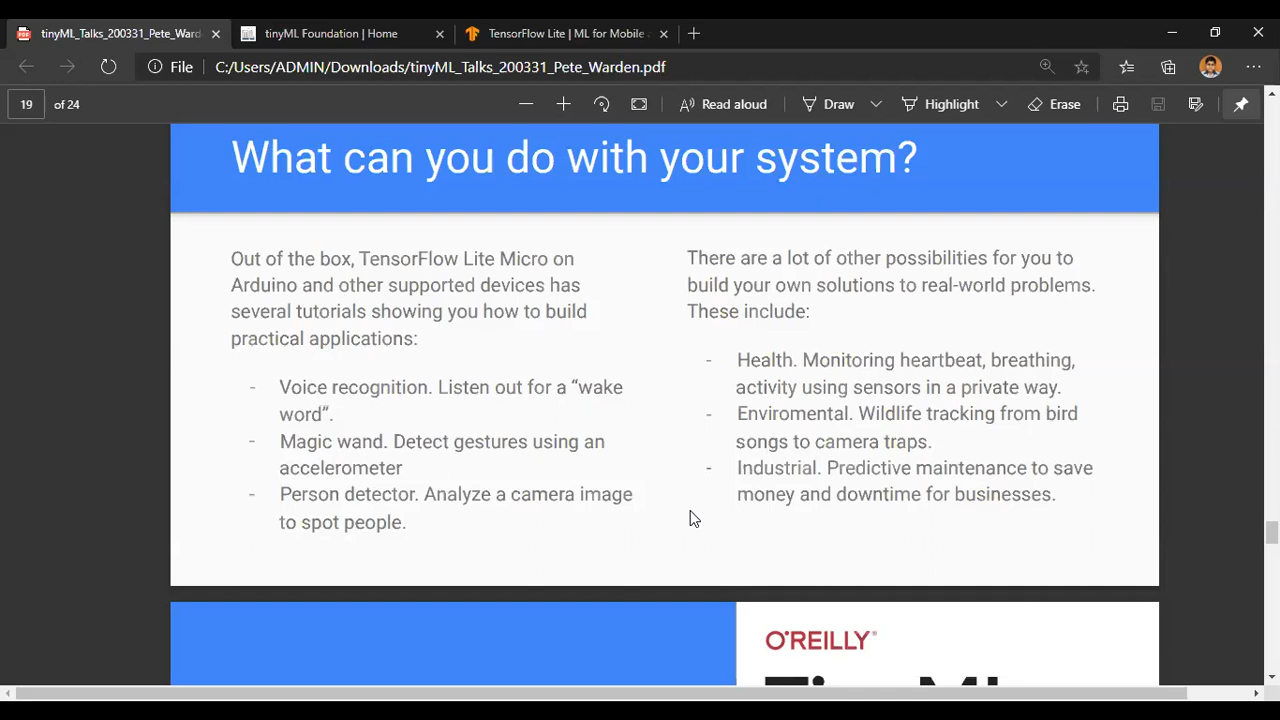 tinyML_Talks_200331_Pete_Ward
tinyML Foundation | Home
TensorFlow Lite | ML for Mobile
File
C:/Users/ADMIN/Downloads/tinyML_Talks_200331_Pete_Warden.pdf
19 of 24
Read aloud
Draw
Highlight
Erase
What can you do with your system?
Out of the box, TensorFlow Lite Micro on
Arduino and other supported devices has
several tutorials showing you how to build
practical applications:
- Voice recognition. Listen out for a “wake
word”.
- Magic wand. Detect gestures using an
accelerometer
- Person detector. Analyze a camera image
to spot people.
There are a lot of other possibilities for you to
build your own solutions to real-world problems.
These include:
- Health. Monitoring heartbeat, breathing,
activity using sensors in a private way.
- Enviromental. Wildlife tracking from bird
songs to camera traps.
- Industrial. Predictive maintenance to save
money and downtime for businesses.
O'REILLY®